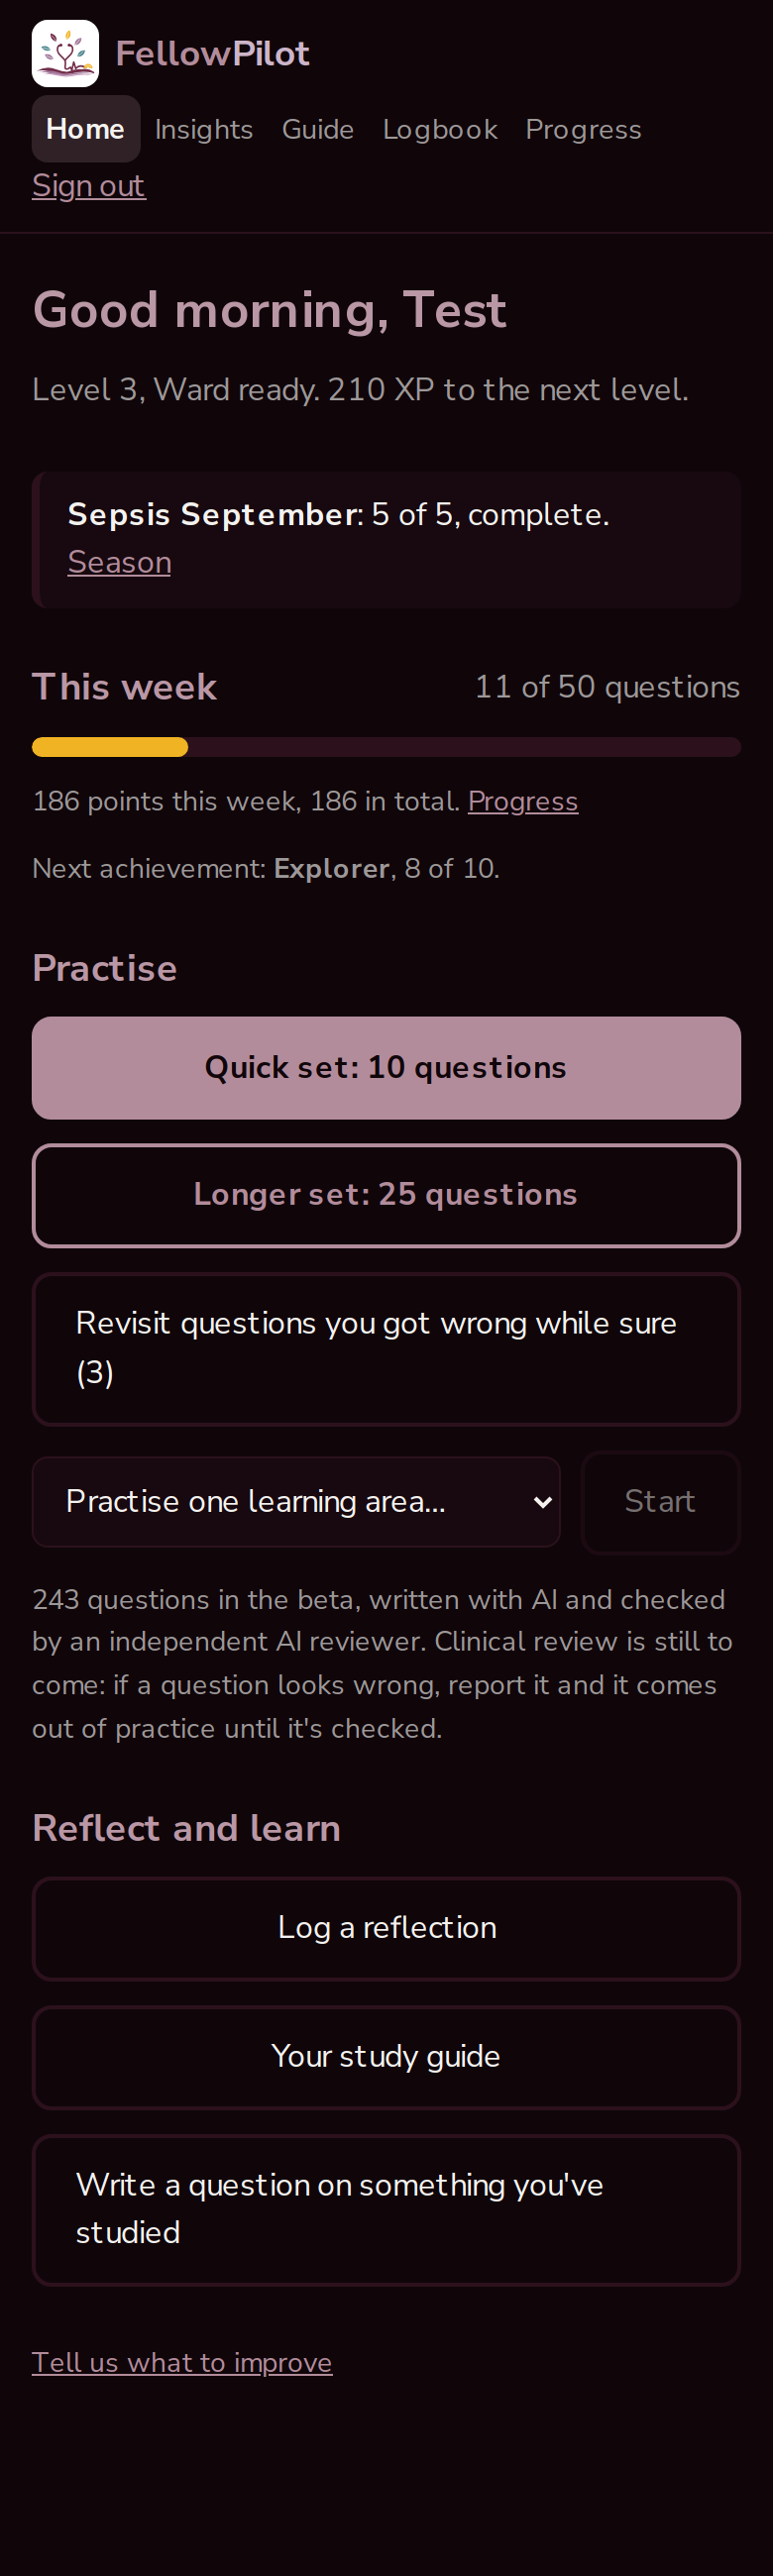 FellowPilot
Home Insights Guide Logbook Progress
Sign out
Good morning, Test
Level 3, Ward ready. 210 XP to the next level.
Sepsis September: 5 of 5, complete.
Season
This week 11 of 50 questions
186 points this week, 186 in total. Progress
Next achievement: Explorer, 8 of 10.
Practise
Quick set: 10 questions
Longer set: 25 questions
Revisit questions you got wrong while sure
(3)
Practise one learning area... Start
243 questions in the beta, written with AI and checked
by an independent AI reviewer. Clinical review is still to
come: if a question looks wrong, report it and it comes
out of practice until it's checked.
Reflect and learn
Log a reflection
Your study guide
Write a question on something you've
studied
Tell us what to improve